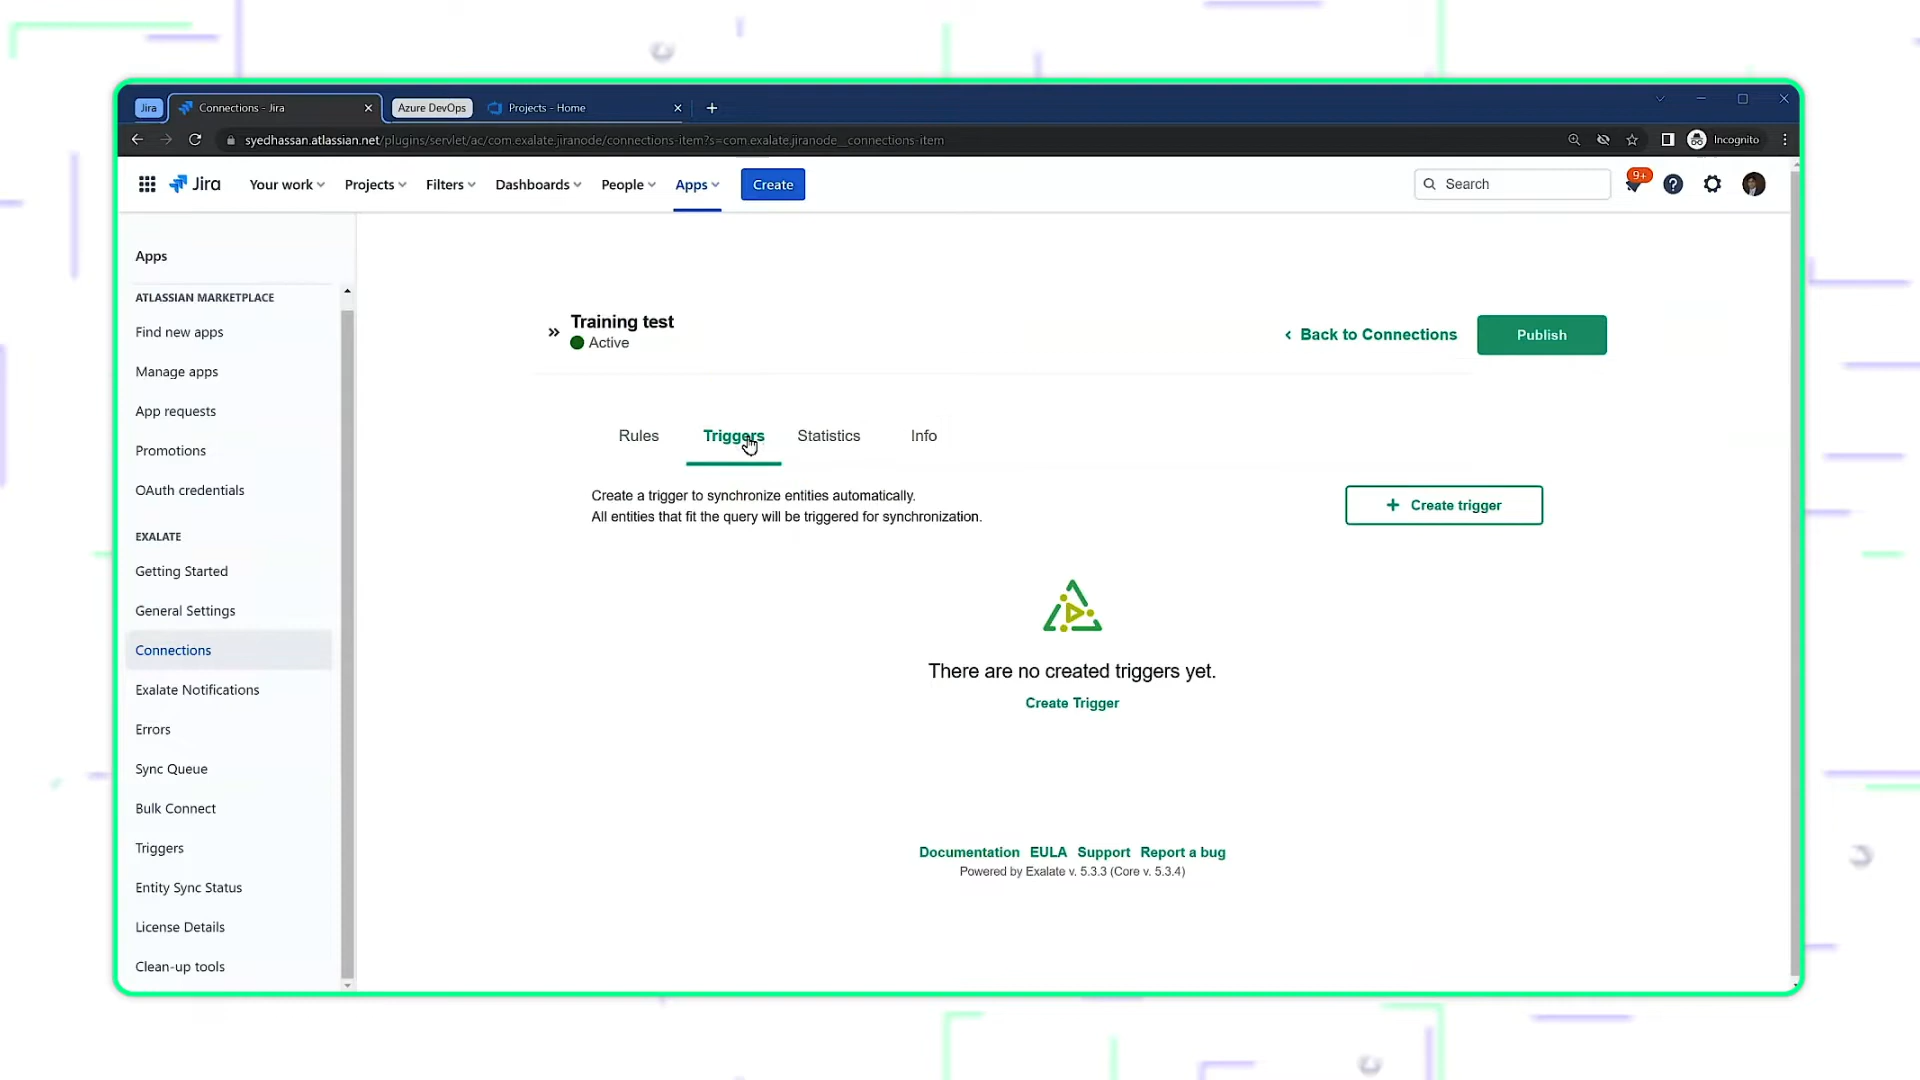 Jira
Connections - Jira
Azure DevOps
Projects - Home
syedhassan.atlassian.net/plugins/servlet/ac/com.exalate.jiranode/connections-item?s=com.exalate.jiranode__connections-item
Incognito
Jira
Your work
Projects
Filters
Dashboards
People
Apps
Create
Search
9+
Apps
ATLASSIAN MARKETPLACE
Find new apps
Manage apps
App requests
Promotions
OAuth credentials
EXALATE
Getting Started
General Settings
Connections
Exalate Notifications
Errors
Sync Queue
Bulk Connect
Triggers
Entity Sync Status
License Details
Clean-up tools
Training test
Active
Back to Connections
Publish
Rules
Triggers
Statistics
Info
Create a trigger to synchronize entities automatically.
All entities that fit the query will be triggered for synchronization.
+ Create trigger
There are no created triggers yet.
Create Trigger
Documentation EULA Support Report a bug
Powered by Exalate v. 5.3.3 (Core v. 5.3.4)